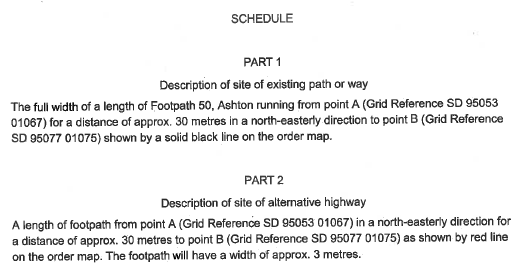 SCHEDULE
PART 1
Description of site of existing path or way
The full width of a length of Footpath 50, Ashton running from point A (Grid Reference SD 95053
01067) for a distance of approx. 30 metres in a north-easterly direction to point B (Grid Reference
SD 95077 01075) shown by a solid black line on the order map.
PART 2
Description of site of alternative highway
A length of footpath from point A (Grid Reference SD 95053 01067) in a north-easterly direction for
a distance of approx. 30 metres to point B (Grid Reference SD 95077 01075) as shown by red line
on the order map. The footpath will have a width of approx. 3 metres.